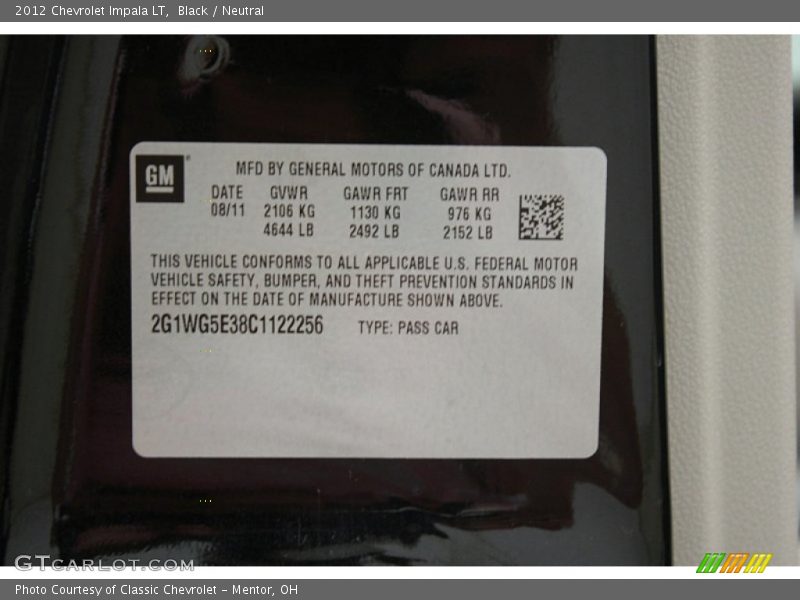 2012 Chevrolet Impala LT, Black / Neutral
GM
MFD BY GENERAL MOTORS OF CANADA LTD.
DATE GVWR GAWR FRT GAWR RR
08/11 2106 KG 1130 KG 976 KG
4644 LB 2492 LB 2152 LB
THIS VEHICLE CONFORMS TO ALL APPLICABLE U.S. FEDERAL MOTOR
VEHICLE SAFETY, BUMPER, AND THEFT PREVENTION STANDARDS IN
EFFECT ON THE DATE OF MANUFACTURE SHOWN ABOVE.
2G1WG5E38C1122256 TYPE: PASS CAR
GTCARLOT.COM
Photo Courtesy of Classic Chevrolet - Mentor, OH